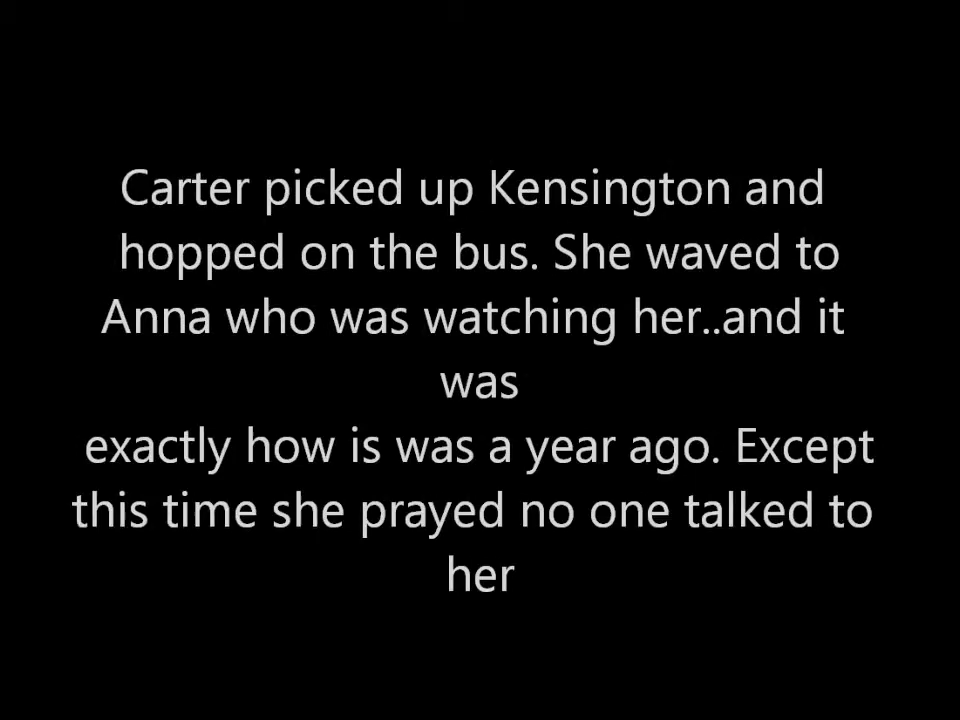 Carter picked up Kensington and
hopped on the bus. She waved to
Anna who was watching her..and it
was
exactly how is was a year ago. Except
this time she prayed no one talked to
her